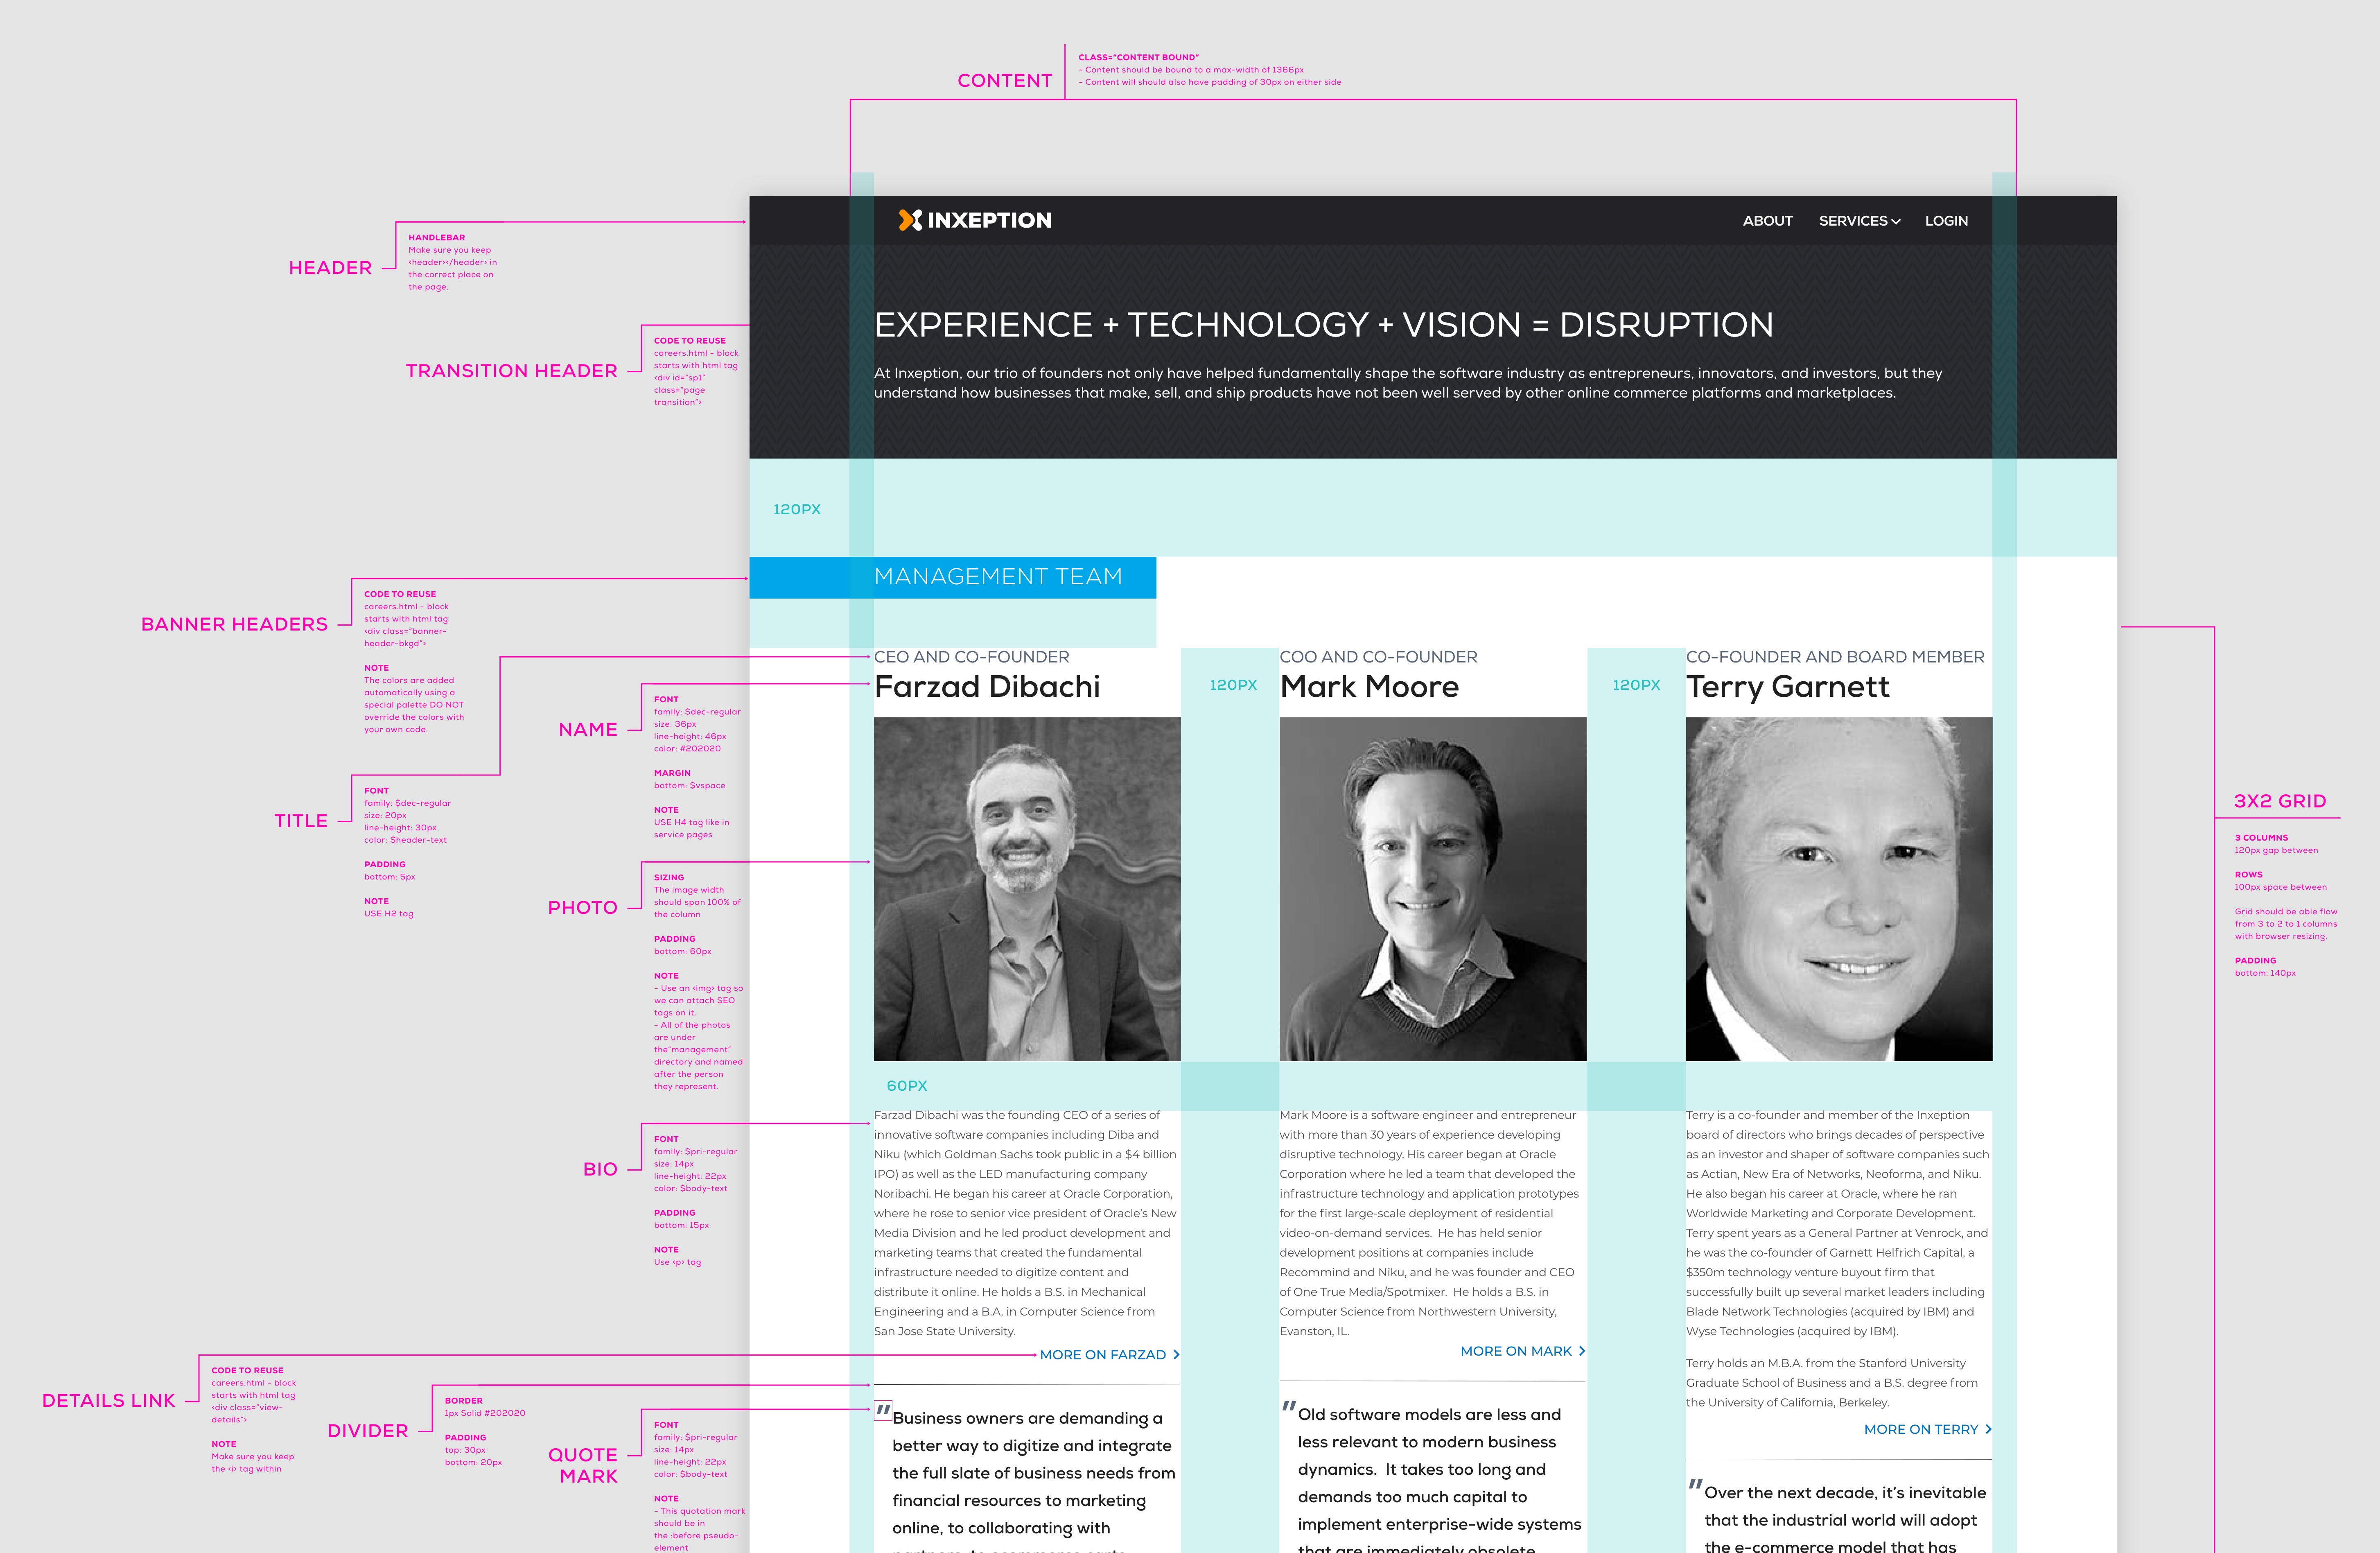 CONTENT
CLASS="CONTENT BOUND"
- Content should be bound to a max-width of 1366px
- Content will should also have padding of 30px on either side
HEADER
HANDLEBAR
Make sure you keep
<header></header> in
the correct place on
the page.
TRANSITION HEADER
CODE TO REUSE
careers.html - block
starts with html tag
<div id="sp1"
class="page
transition">
INXEPTION
ABOUT
SERVICES
LOGIN
EXPERIENCE + TECHNOLOGY + VISION = DISRUPTION
At Inxeption, our trio of founders not only have helped fundamentally shape the software industry as entrepreneurs, innovators, and investors, but they
understand how businesses that make, sell, and ship products have not been well served by other online commerce platforms and marketplaces.
120PX
MANAGEMENT TEAM
BANNER HEADERS
CODE TO REUSE
careers.html - block
starts with html tag
<div class="banner-
header-bkgd">
NOTE
The colors are added
automatically using a
special palette DO NOT
override the colors with
your own code.
TITLE
FONT
family: $dec-regular
size: 20px
line-height: 30px
color: $header-text
PADDING
bottom: 5px
NOTE
USE H2 tag
NAME
FONT
family: $dec-regular
size: 36px
line-height: 46px
color: #202020
MARGIN
bottom: $vspace
NOTE
USE H4 tag like in
service pages
PHOTO
SIZING
The image width
should span 100% of
the column
PADDING
bottom: 60px
NOTE
- Use an <img> tag so
we can attach SEO
tags on it.
- All of the photos
are under
the"management"
directory and named
after the person
they represent.
BIO
FONT
family: $pri-regular
size: 14px
line-height: 22px
color: $body-text
PADDING
bottom: 15px
NOTE
Use <p> tag
DETAILS LINK
CODE TO REUSE
careers.html - block
starts with html tag
<div class="view-
details">
NOTE
Make sure you keep
the <i> tag within
DIVIDER
BORDER
1px Solid #202020
PADDING
top: 30px
bottom: 20px
QUOTE
MARK
FONT
family: $pri-regular
size: 14px
line-height: 22px
color: $body-text
NOTE
- This quotation mark
should be in
the :before pseudo-
element
CEO AND CO-FOUNDER
Farzad Dibachi
60PX
Farzad Dibachi was the founding CEO of a series of
innovative software companies including Diba and
Niku (which Goldman Sachs took public in a $4 billion
IPO) as well as the LED manufacturing company
Noribachi. He began his career at Oracle Corporation,
where he rose to senior vice president of Oracle's New
Media Division and he led product development and
marketing teams that created the fundamental
infrastructure needed to digitize content and
distribute it online. He holds a B.S. in Mechanical
Engineering and a B.A. in Computer Science from
San Jose State University.
MORE ON FARZAD
" Business owners are demanding a
better way to digitize and integrate
the full slate of business needs from
financial resources to marketing
online, to collaborating with
120PX
COO AND CO-FOUNDER
Mark Moore
Mark Moore is a software engineer and entrepreneur
with more than 30 years of experience developing
disruptive technology. His career began at Oracle
Corporation where he led a team that developed the
infrastructure technology and application prototypes
for the first large-scale deployment of residential
video-on-demand services. He has held senior
development positions at companies include
Recommind and Niku, and he was founder and CEO
of One True Media/Spotmixer. He holds a B.S. in
Computer Science from Northwestern University,
Evanston, IL.
MORE ON MARK
" Old software models are less and
less relevant to modern business
dynamics. It takes too long and
demands too much capital to
implement enterprise-wide systems
that are immediately obsolete
120PX
CO-FOUNDER AND BOARD MEMBER
Terry Garnett
Terry is a co-founder and member of the Inxeption
board of directors who brings decades of perspective
as an investor and shaper of software companies such
as Actian, New Era of Networks, Neoforma, and Niku.
He also began his career at Oracle, where he ran
Worldwide Marketing and Corporate Development.
Terry spent years as a General Partner at Venrock, and
he was the co-founder of Garnett Helfrich Capital, a
$350m technology venture buyout firm that
successfully built up several market leaders including
Blade Network Technologies (acquired by IBM) and
Wyse Technologies (acquired by IBM).
Terry holds an M.B.A. from the Stanford University
Graduate School of Business and a B.S. degree from
the University of California, Berkeley.
MORE ON TERRY
" Over the next decade, it's inevitable
that the industrial world will adopt
the e-commerce model that has
3X2 GRID
3 COLUMNS
120px gap between
ROWS
100px space between
Grid should be able flow
from 3 to 2 to 1 columns
with browser resizing.
PADDING
bottom: 140px